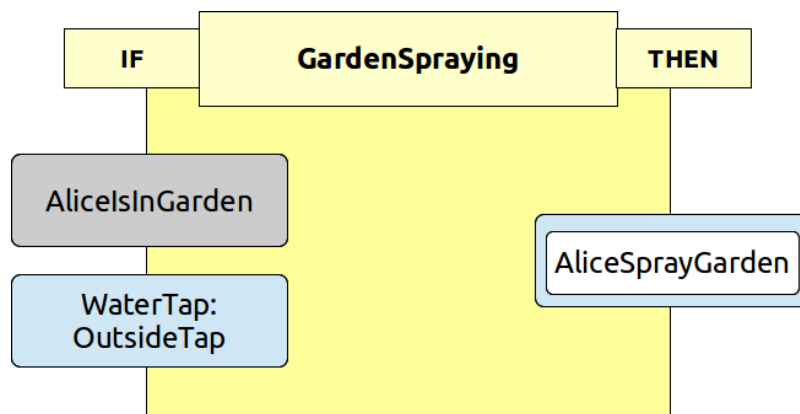 IF
GardenSpraying
THEN
AliceIsInGarden
WaterTap:
OutsideTap
AliceSprayGarden